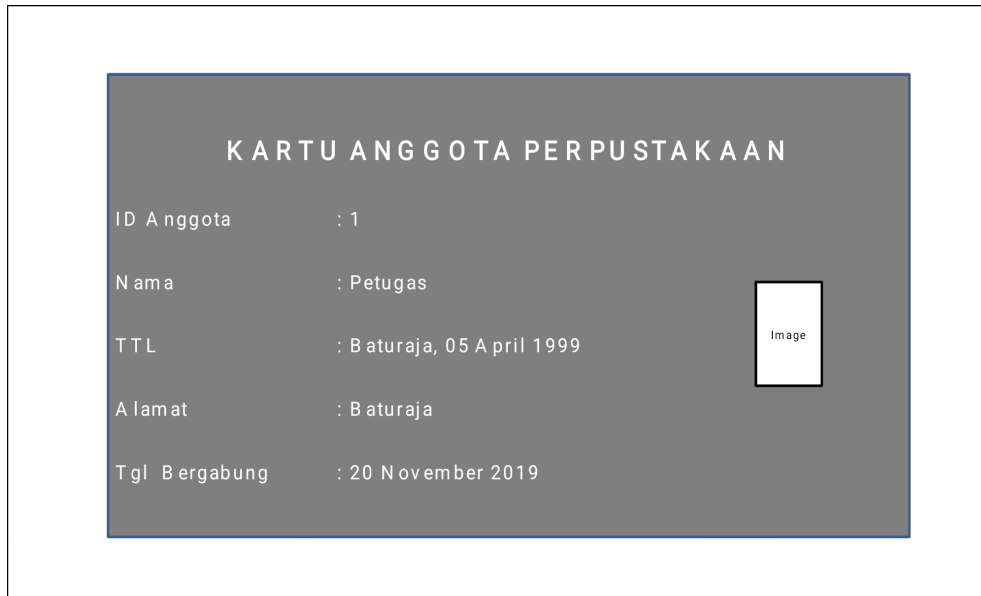 KARTU ANGGOTA PERPUSTAKAAN
ID Anggota : 1
Nama : Petugas
TTL : Baturaja, 05 April 1999
Image
Alamat : Baturaja
Tgl Bergabung : 20 November 2019